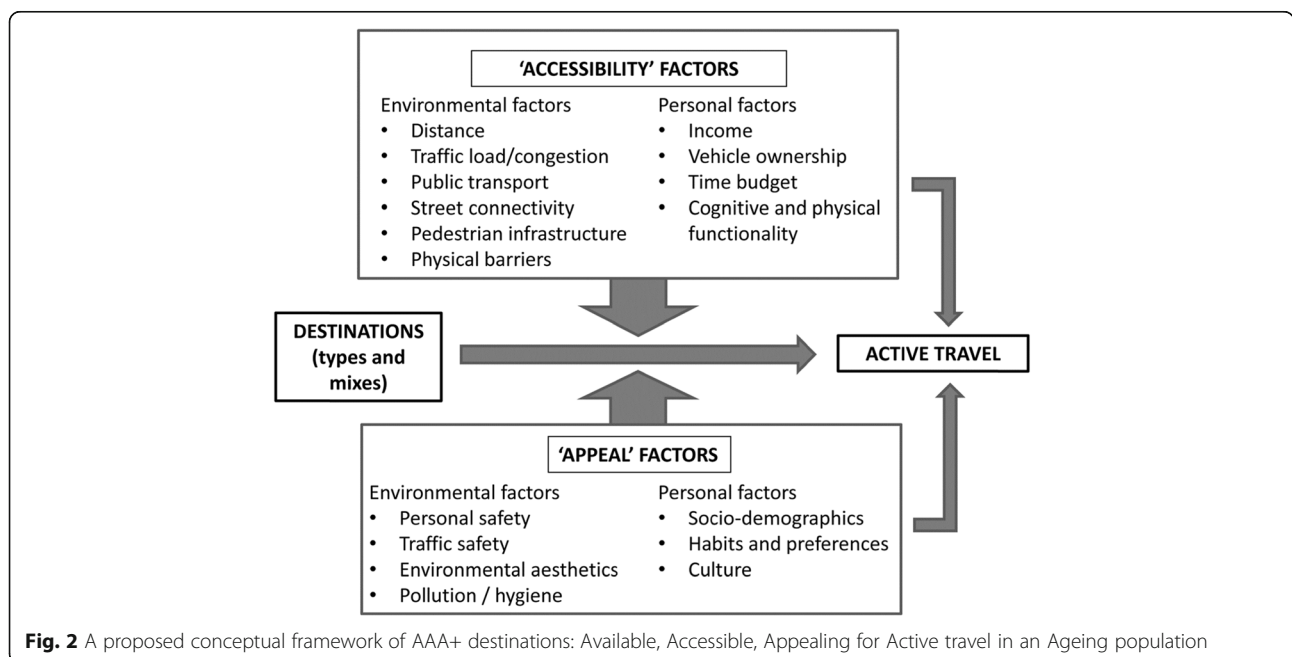 'ACCESSIBILITY' FACTORS
Environmental factors
• Distance
• Traffic load/congestion
• Public transport
• Street connectivity
• Pedestrian infrastructure
• Physical barriers
Personal factors
• Income
• Vehicle ownership
• Time budget
• Cognitive and physical
functionality
DESTINATIONS
(types and
mixes)
ACTIVE TRAVEL
'APPEAL' FACTORS
Environmental factors
• Personal safety
• Traffic safety
• Environmental aesthetics
• Pollution / hygiene
Personal factors
• Socio-demographics
• Habits and preferences
• Culture
Fig. 2 A proposed conceptual framework of AAA+ destinations: Available, Accessible, Appealing for Active travel in an Ageing population